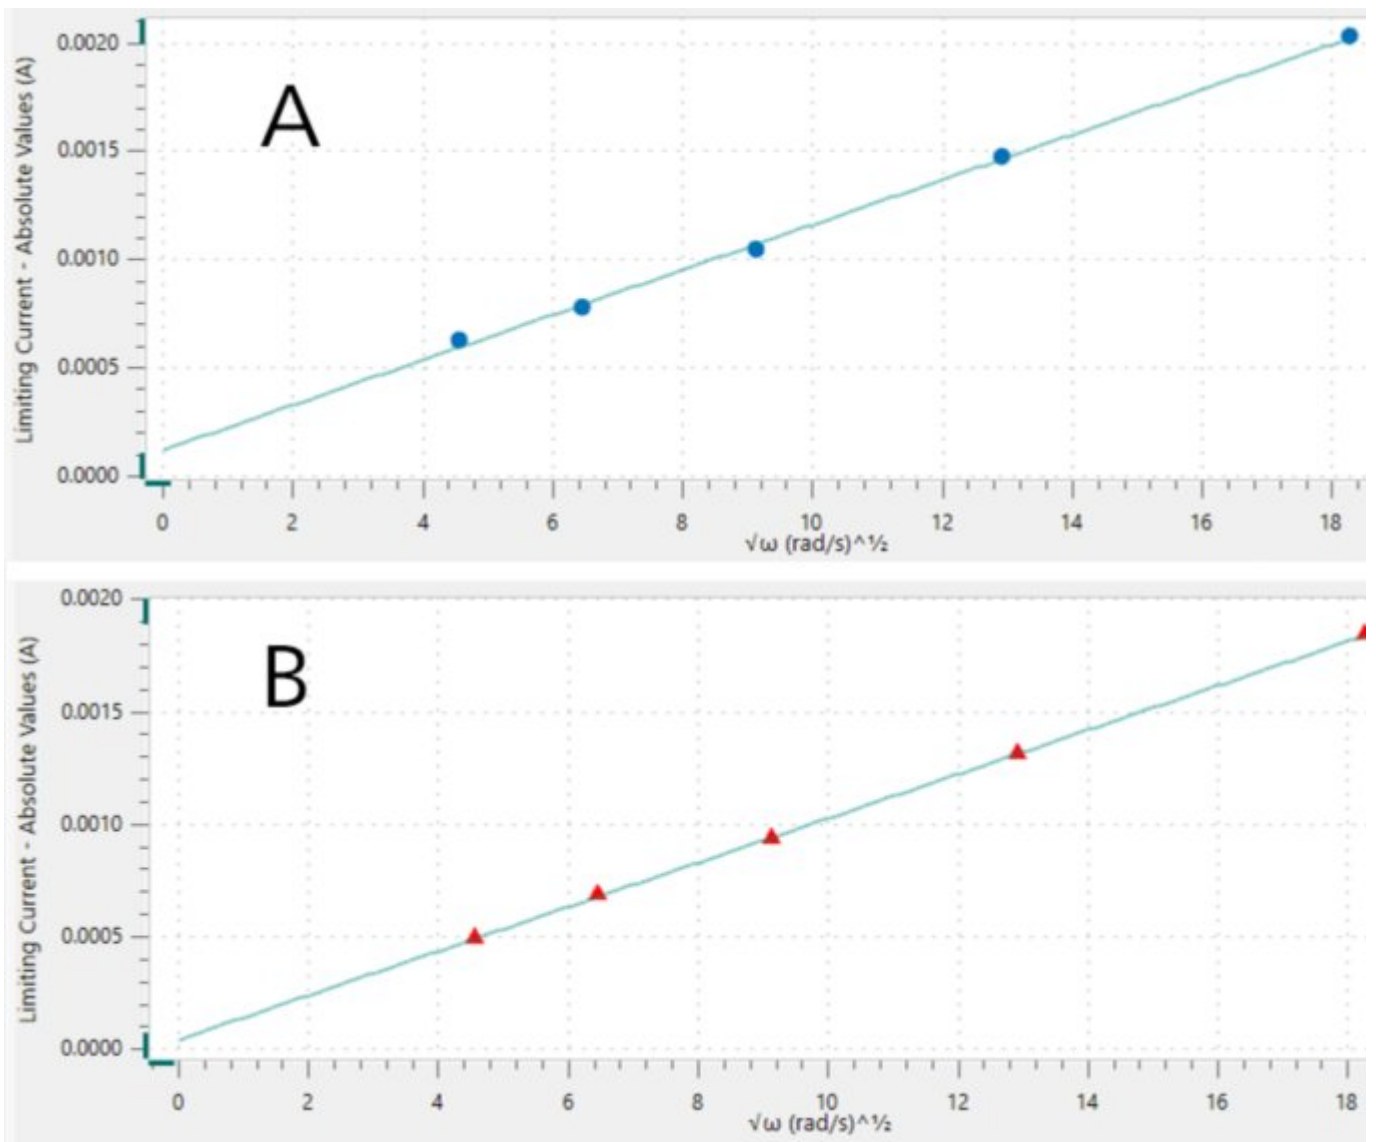 Limiting Current - Absolute Values (A)
A
0.0020
0.0015
0.0010
0.0005
0.0000
0 2 4 6 8 10 12 14 16 18
√ω (rad/s)^½
Limiting Current - Absolute Values (A)
B
0.0020
0.0015
0.0010
0.0005
0.0000
0 2 4 6 8 10 12 14 16 18
√ω (rad/s)^½